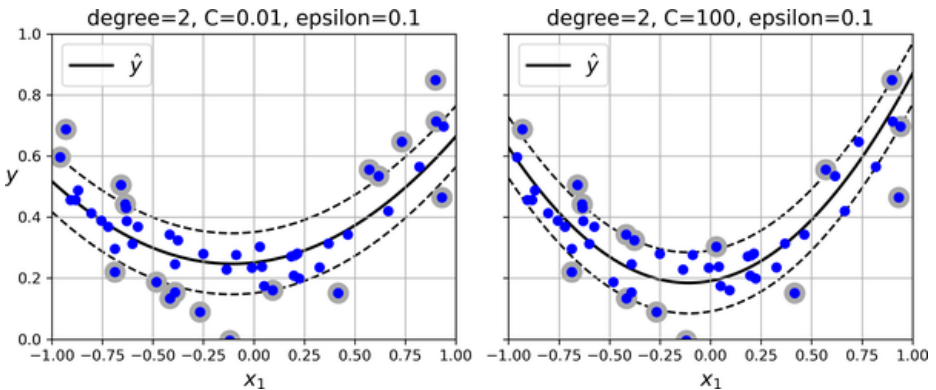 degree=2, C=0.01, epsilon=0.1
degree=2, C=100, epsilon=0.1
1.0
0.8
0.6
0.4
0.2
0.0
y
ŷ
ŷ
−1.00 −0.75 −0.50 −0.25 0.00 0.25 0.50 0.75 1.00
−1.00 −0.75 −0.50 −0.25 0.00 0.25 0.50 0.75 1.00
x₁
x₁